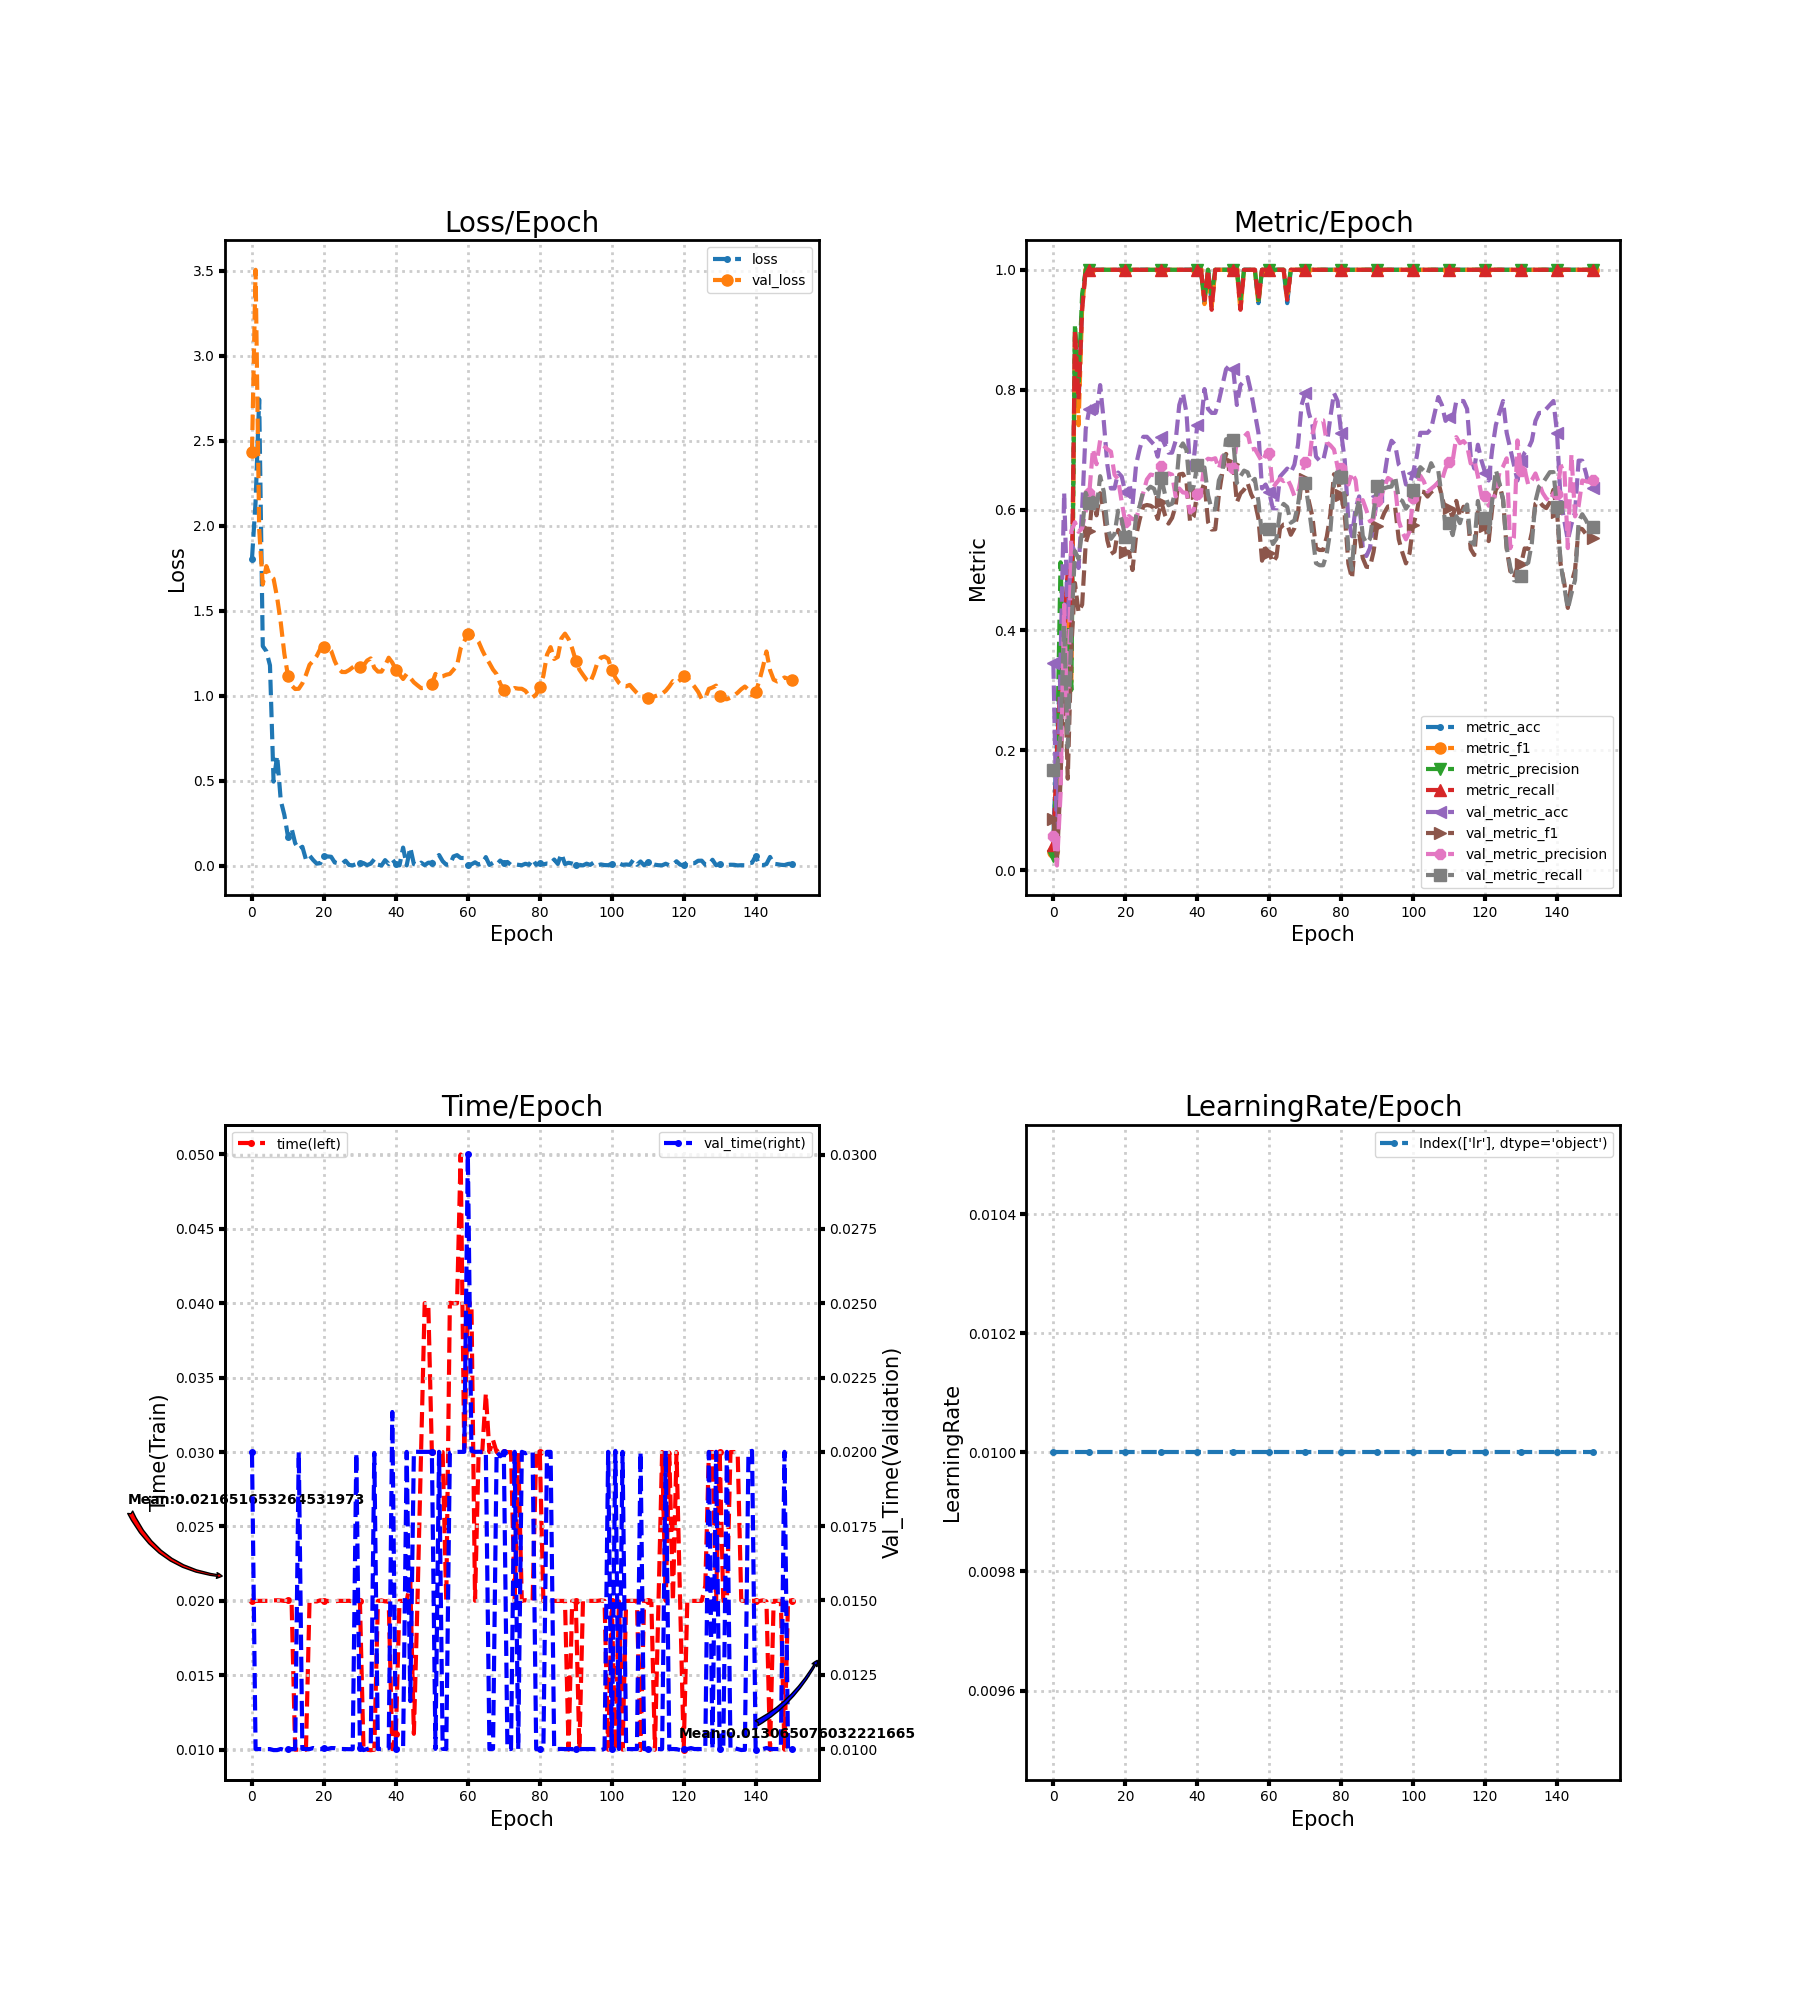 Loss/Epoch
3.5
3.0
2.5
2.0
1.5
1.0
0.5
0.0
Loss
0 20 40 60 80 100 120 140
Epoch
loss
val_loss
Metric/Epoch
1.0
0.8
0.6
0.4
0.2
0.0
Metric
0 20 40 60 80 100 120 140
Epoch
metric_acc
metric_f1
metric_precision
metric_recall
val_metric_acc
val_metric_f1
val_metric_precision
val_metric_recall
Time/Epoch
time(left)
val_time(right)
0.050
0.045
0.040
0.035
0.030
0.025
0.020
0.015
0.010
Time(Train)
Mean:0.021651653264531973
0.0300
0.0275
0.0250
0.0225
0.0200
0.0175
0.0150
0.0125
0.0100
Val_Time(Validation)
Mean:0.013065076032221665
0 20 40 60 80 100 120 140
Epoch
LearningRate/Epoch
Index(['lr'], dtype='object')
0.0104
0.0102
0.0100
0.0098
0.0096
LearningRate
0 20 40 60 80 100 120 140
Epoch